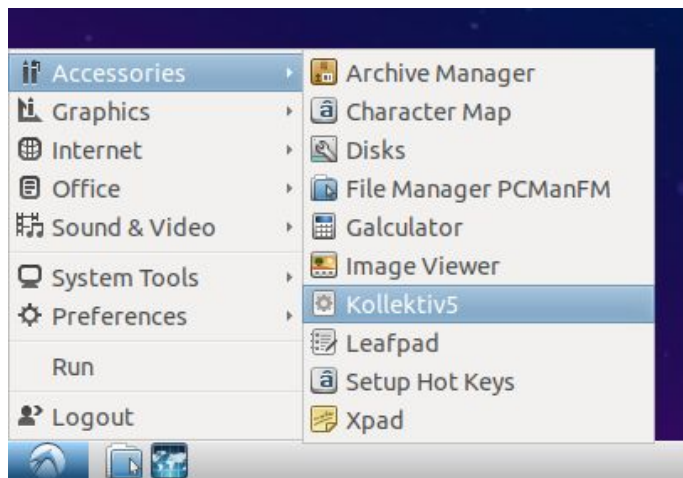 Accessories
Graphics
Internet
Office
Sound & Video
System Tools
Preferences
Run
Logout
Archive Manager
Character Map
Disks
File Manager PCManFM
Galculator
Image Viewer
Kollektiv5
Leafpad
Setup Hot Keys
Xpad